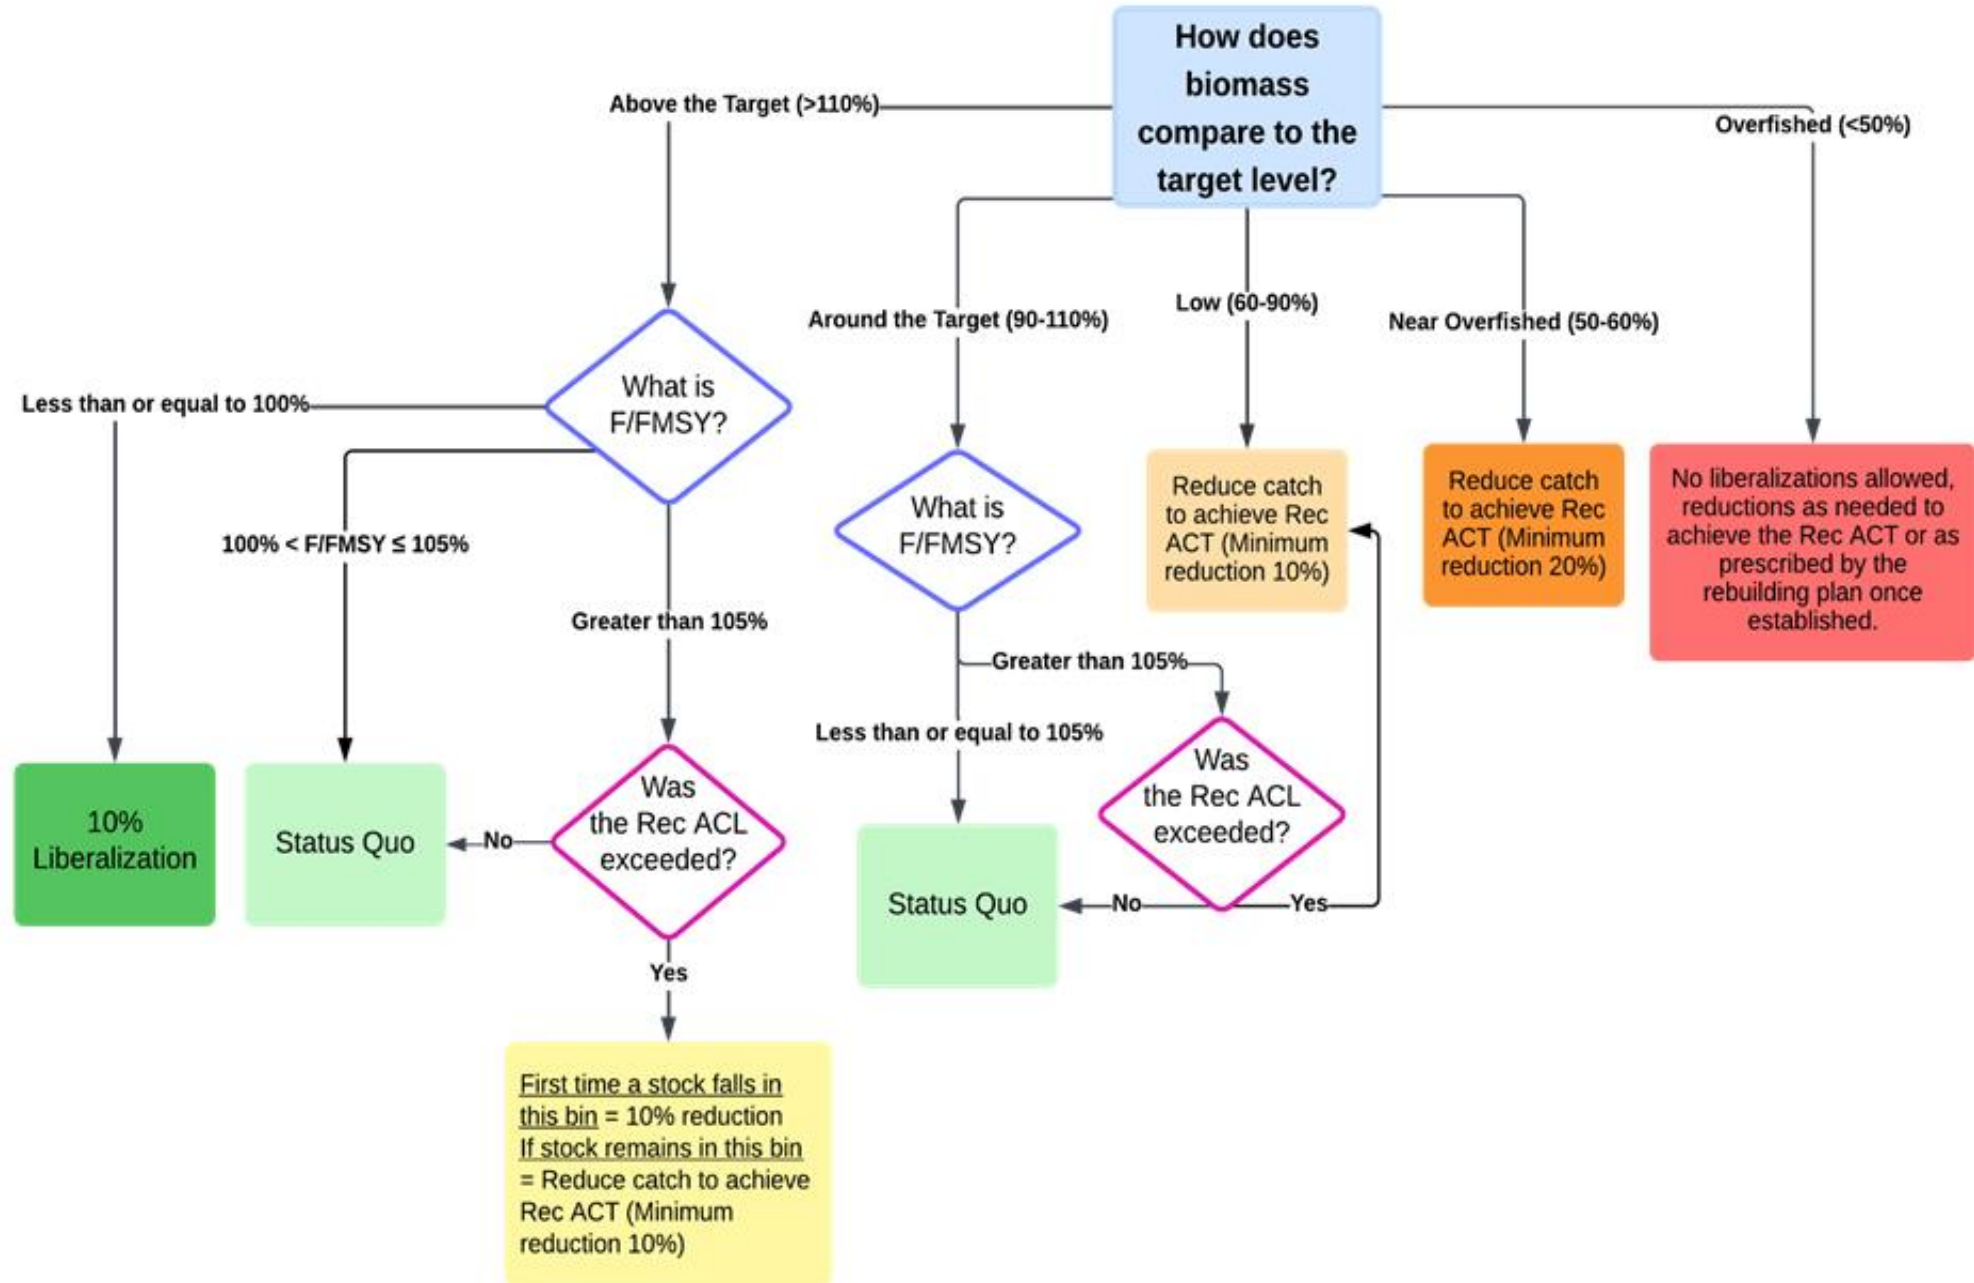 How does
biomass
compare to the
target level?
Above the Target (>110%)
Overfished (<50%)
Around the Target (90-110%)
Low (60-90%)
Near Overfished (50-60%)
What is
F/FMSY?
Less than or equal to 100%
100% < F/FMSY ≤ 105%
Greater than 105%
What is
F/FMSY?
Reduce catch
to achieve Rec
ACT (Minimum
reduction 10%)
Reduce catch
to achieve Rec
ACT (Minimum
reduction 20%)
No liberalizations allowed,
reductions as needed to
achieve the Rec ACT or as
prescribed by the
rebuilding plan once
established.
Greater than 105%
Less than or equal to 105%
10%
Liberalization
Status Quo
No
Was
the Rec ACL
exceeded?
Was
the Rec ACL
exceeded?
Status Quo
No
Yes
Yes
First time a stock falls in
this bin = 10% reduction
If stock remains in this bin
= Reduce catch to achieve
Rec ACT (Minimum
reduction 10%)